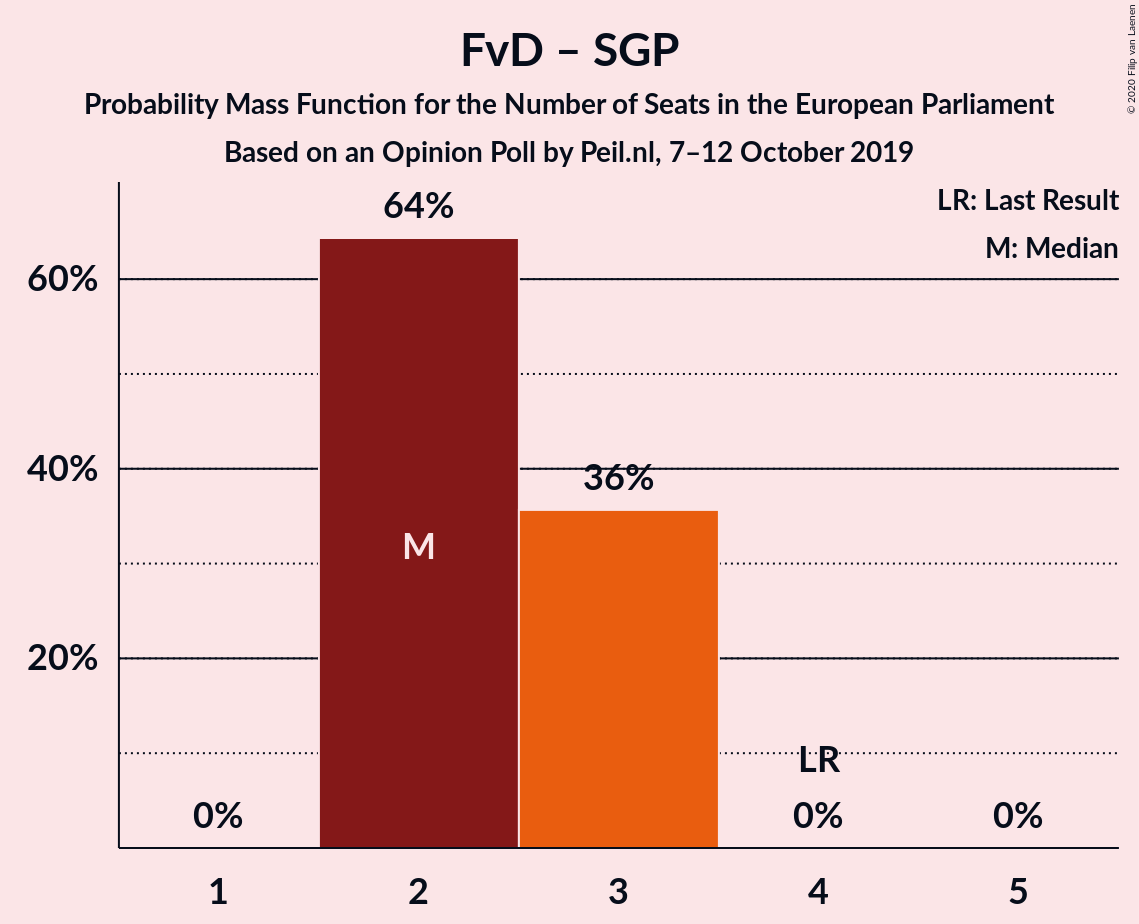 FvD – SGP
Probability Mass Function for the Number of Seats in the European Parliament
Based on an Opinion Poll by Peil.nl, 7–12 October 2019
© 2020 Filip van Laenen
LR: Last Result
M: Median
64%
60%
40%
36%
M
20%
LR
0%
0%
0%
1
2
3
4
5